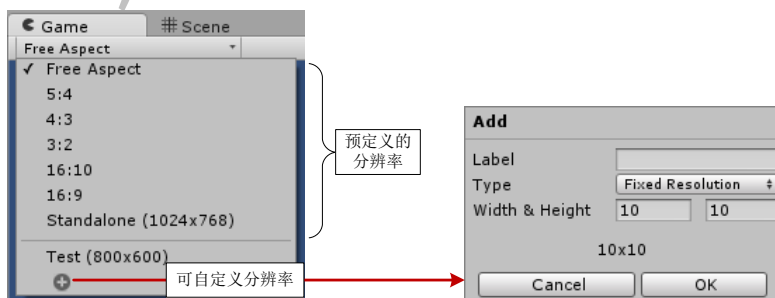 Game
Scene
Free Aspect
✓ Free Aspect
5:4
4:3
3:2
16:10
16:9
Standalone (1024x768)
Test (800x600)
预定义的
分辨率
可自定义分辨率
Add
Label
Type
Fixed Resolution
Width & Height
10
10
10x10
Cancel
OK